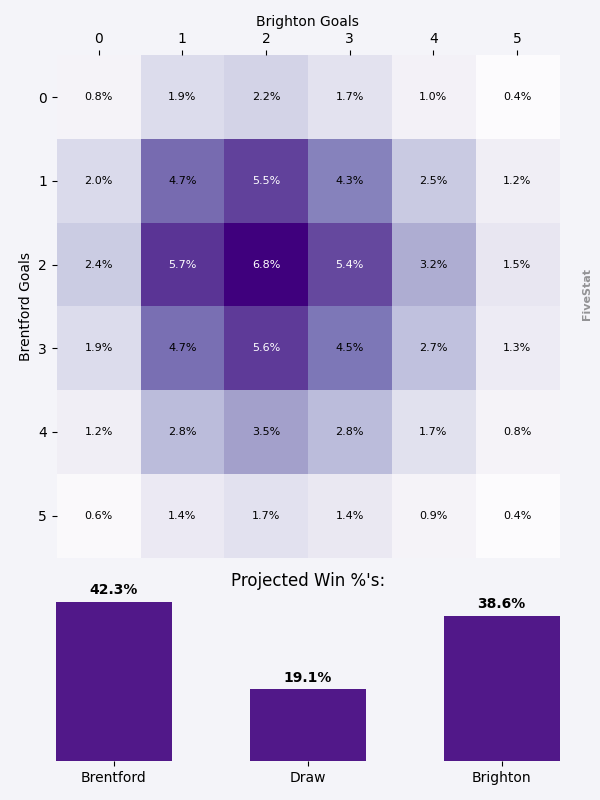 Brighton Goals
0 1 2 3 4 5
0 0.8% 1.9% 2.2% 1.7% 1.0% 0.4%
1 2.0% 4.7% 5.5% 4.3% 2.5% 1.2%
2 2.4% 5.7% 6.8% 5.4% 3.2% 1.5%
3 1.9% 4.7% 5.6% 4.5% 2.7% 1.3%
4 1.2% 2.8% 3.5% 2.8% 1.7% 0.8%
5 0.6% 1.4% 1.7% 1.4% 0.9% 0.4%
Brentford Goals
FiveStat
Projected Win %'s:
42.3% 19.1% 38.6%
Brentford Draw Brighton